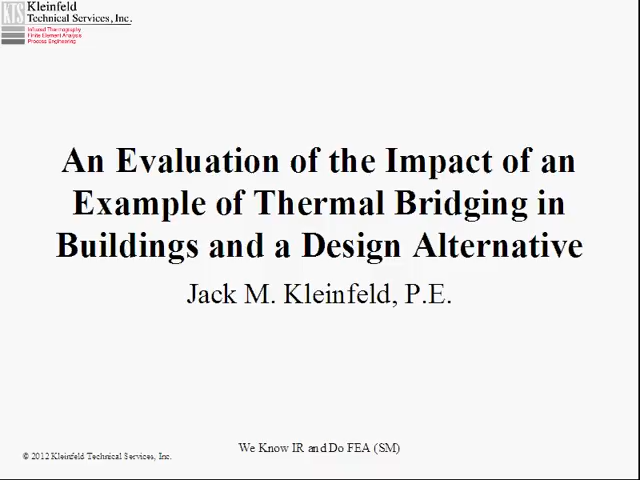 KTS
Kleinfeld
Technical Services, Inc.
Infrared Thermography
Finite Element Analysis
Process Engineering
An Evaluation of the Impact of an
Example of Thermal Bridging in
Buildings and a Design Alternative
Jack M. Kleinfeld, P.E.
We Know IR and Do FEA (SM)
© 2012 Kleinfeld Technical Services, Inc.